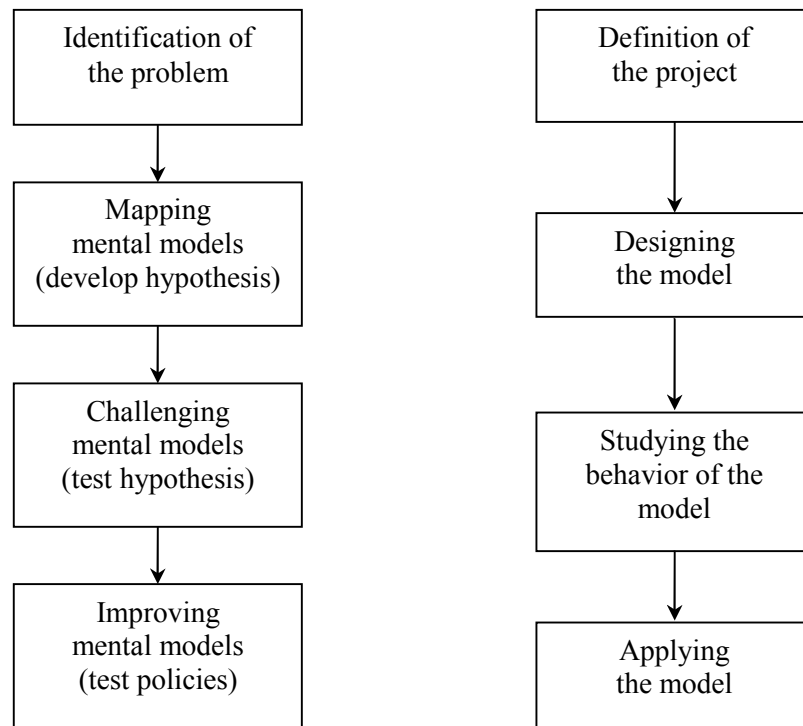 Identification of
the problem
Mapping
mental models
(develop hypothesis)
Challenging
mental models
(test hypothesis)
Improving
mental models
(test policies)
Definition of
the project
Designing
the model
Studying the
behavior of the
model
Applying
the model